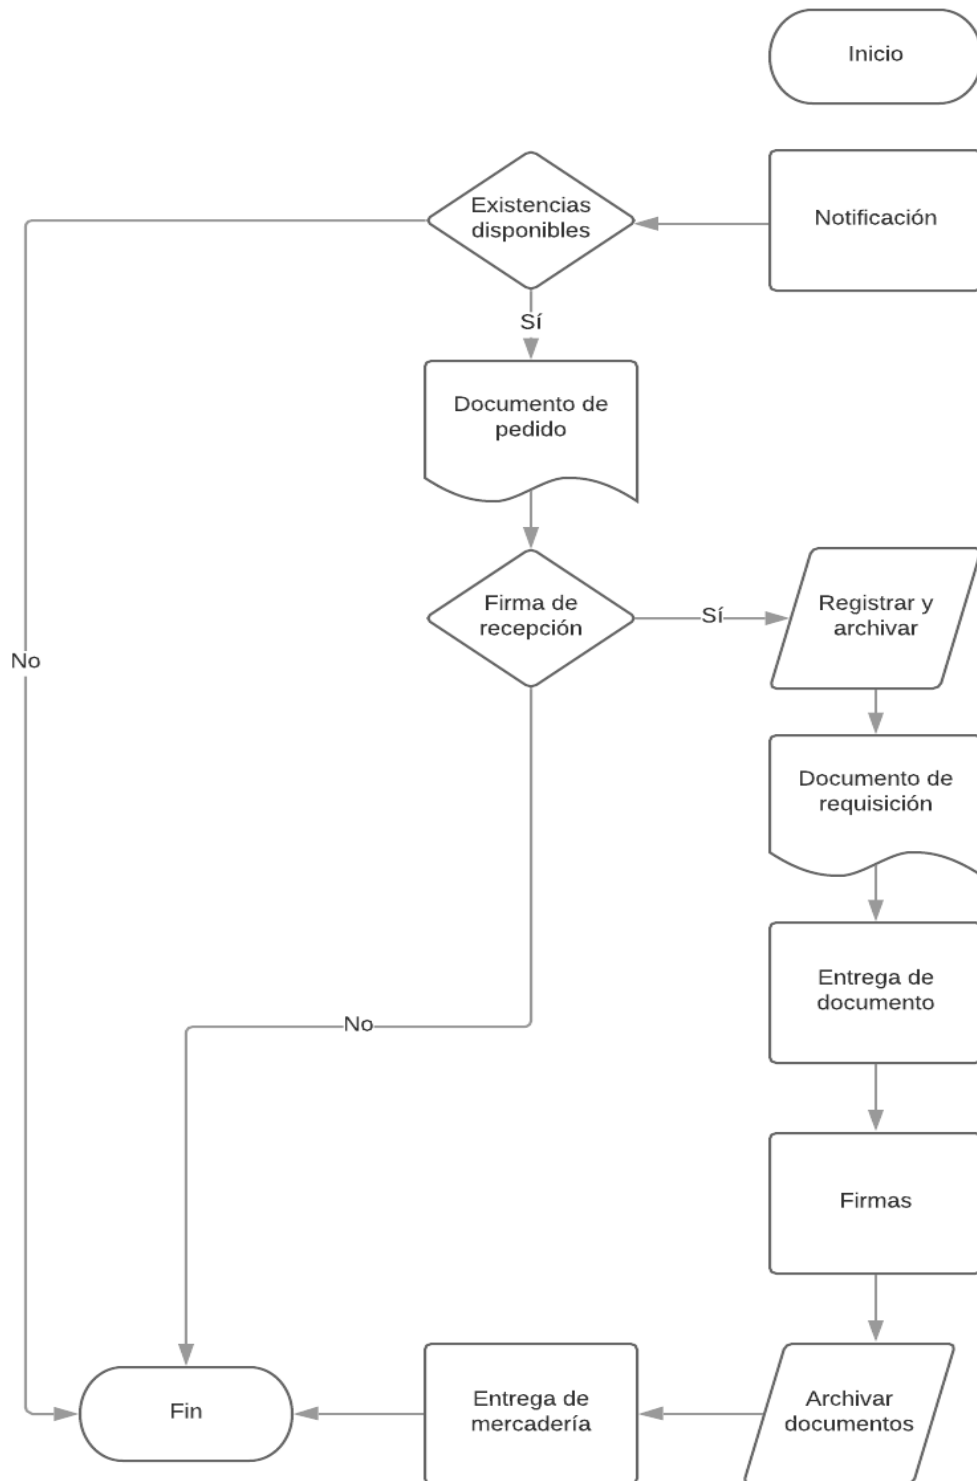 Inicio
Existencias
disponibles
Notificación
Sí
Documento de
pedido
Firma de
recepción
Sí
Registrar y
archivar
No
Documento de
requisición
Entrega de
documento
No
Firmas
Fin
Entrega de
mercadería
Archivar
documentos